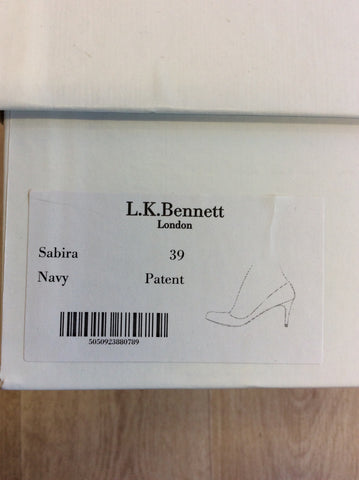 L.K.Bennett
London
Sabira 39
Navy Patent
5050923880789